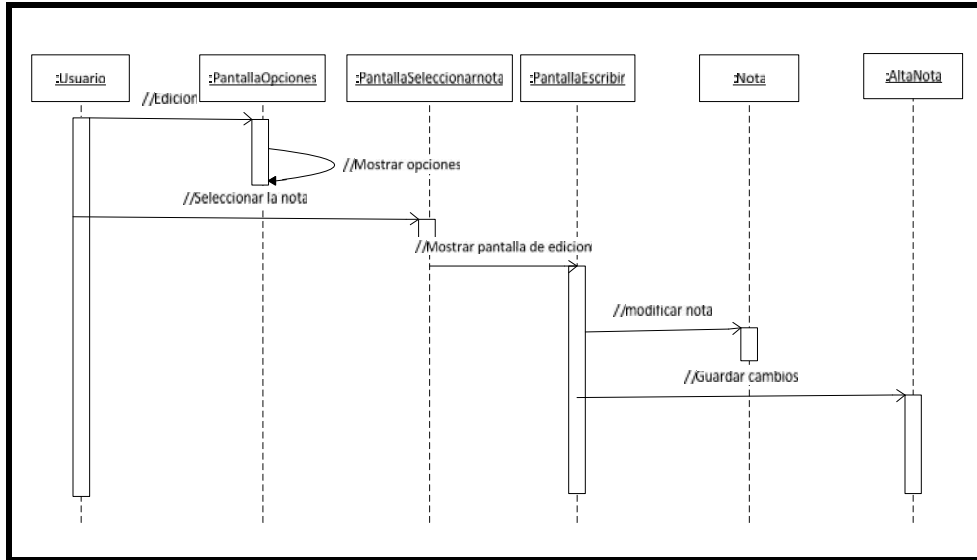 :Usuario
:PantallaOpciones
:PantallaSeleccionarnota
:PantallaEscribir
:Nota
:AltaNota
//Edicion
//Mostrar opciones
//Seleccionar la nota
//Mostrar pantalla de edicion
//modificar nota
//Guardar cambios